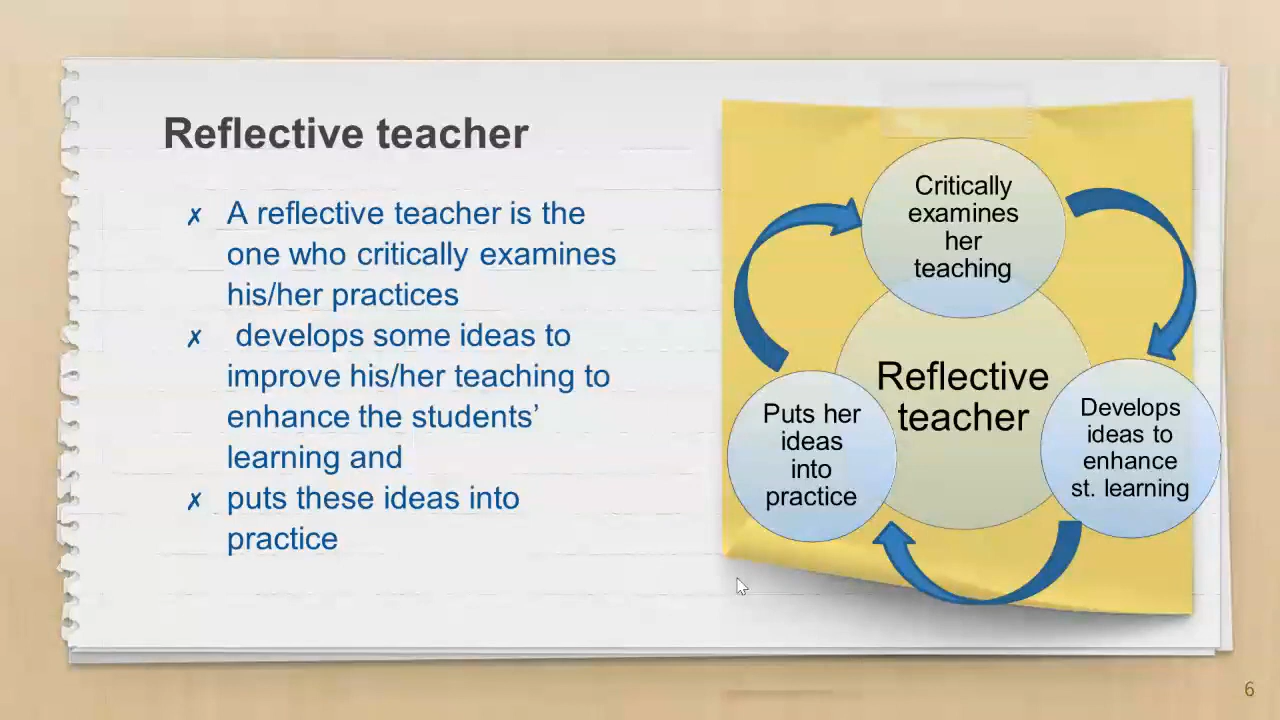 Reflective teacher
✗ A reflective teacher is the
one who critically examines
his/her practices
✗ develops some ideas to
improve his/her teaching to
enhance the students’
learning and
✗ puts these ideas into
practice
Critically
examines
her
teaching
Reflective
teacher
Develops
ideas to
enhance
st. learning
Puts her
ideas
into
practice
6